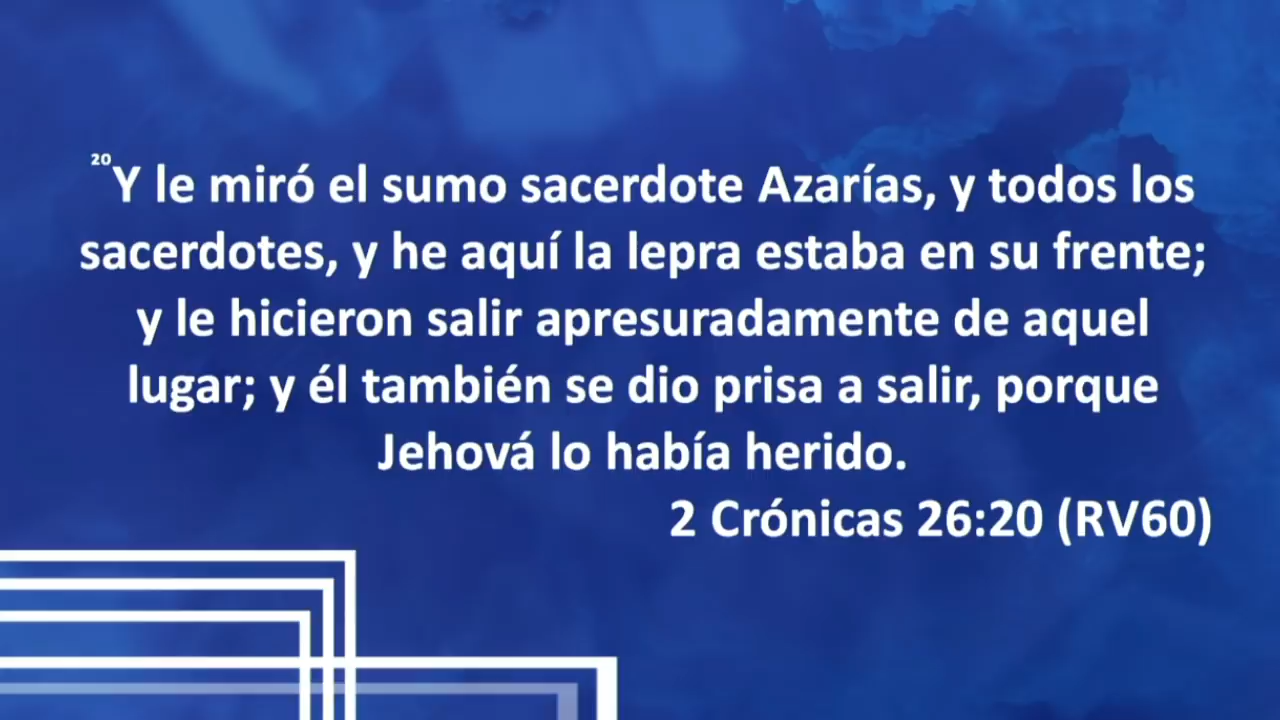 20Y le miró el sumo sacerdote Azarías, y todos los
sacerdotes, y he aquí la lepra estaba en su frente;
y le hicieron salir apresuradamente de aquel
lugar; y él también se dio prisa a salir, porque
Jehová lo había herido.
2 Crónicas 26:20 (RV60)